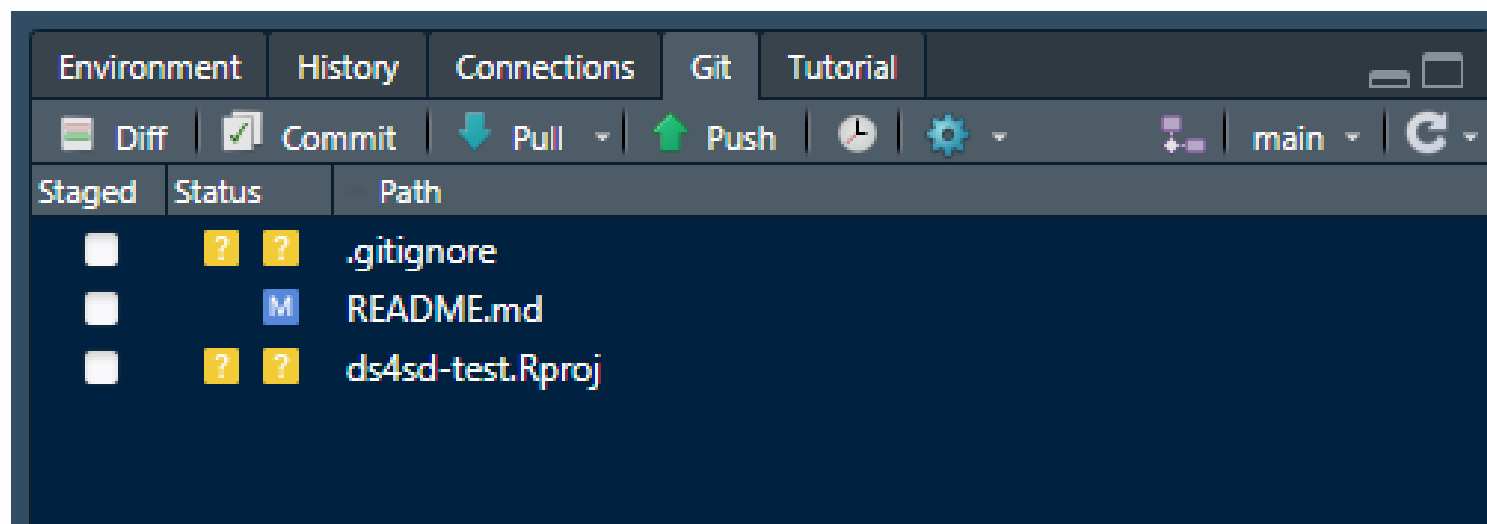 Environment History Connections Git Tutorial
Diff Commit Pull Push main
Staged Status Path
? ? .gitignore
M README.md
? ? ds4sd-test.Rproj